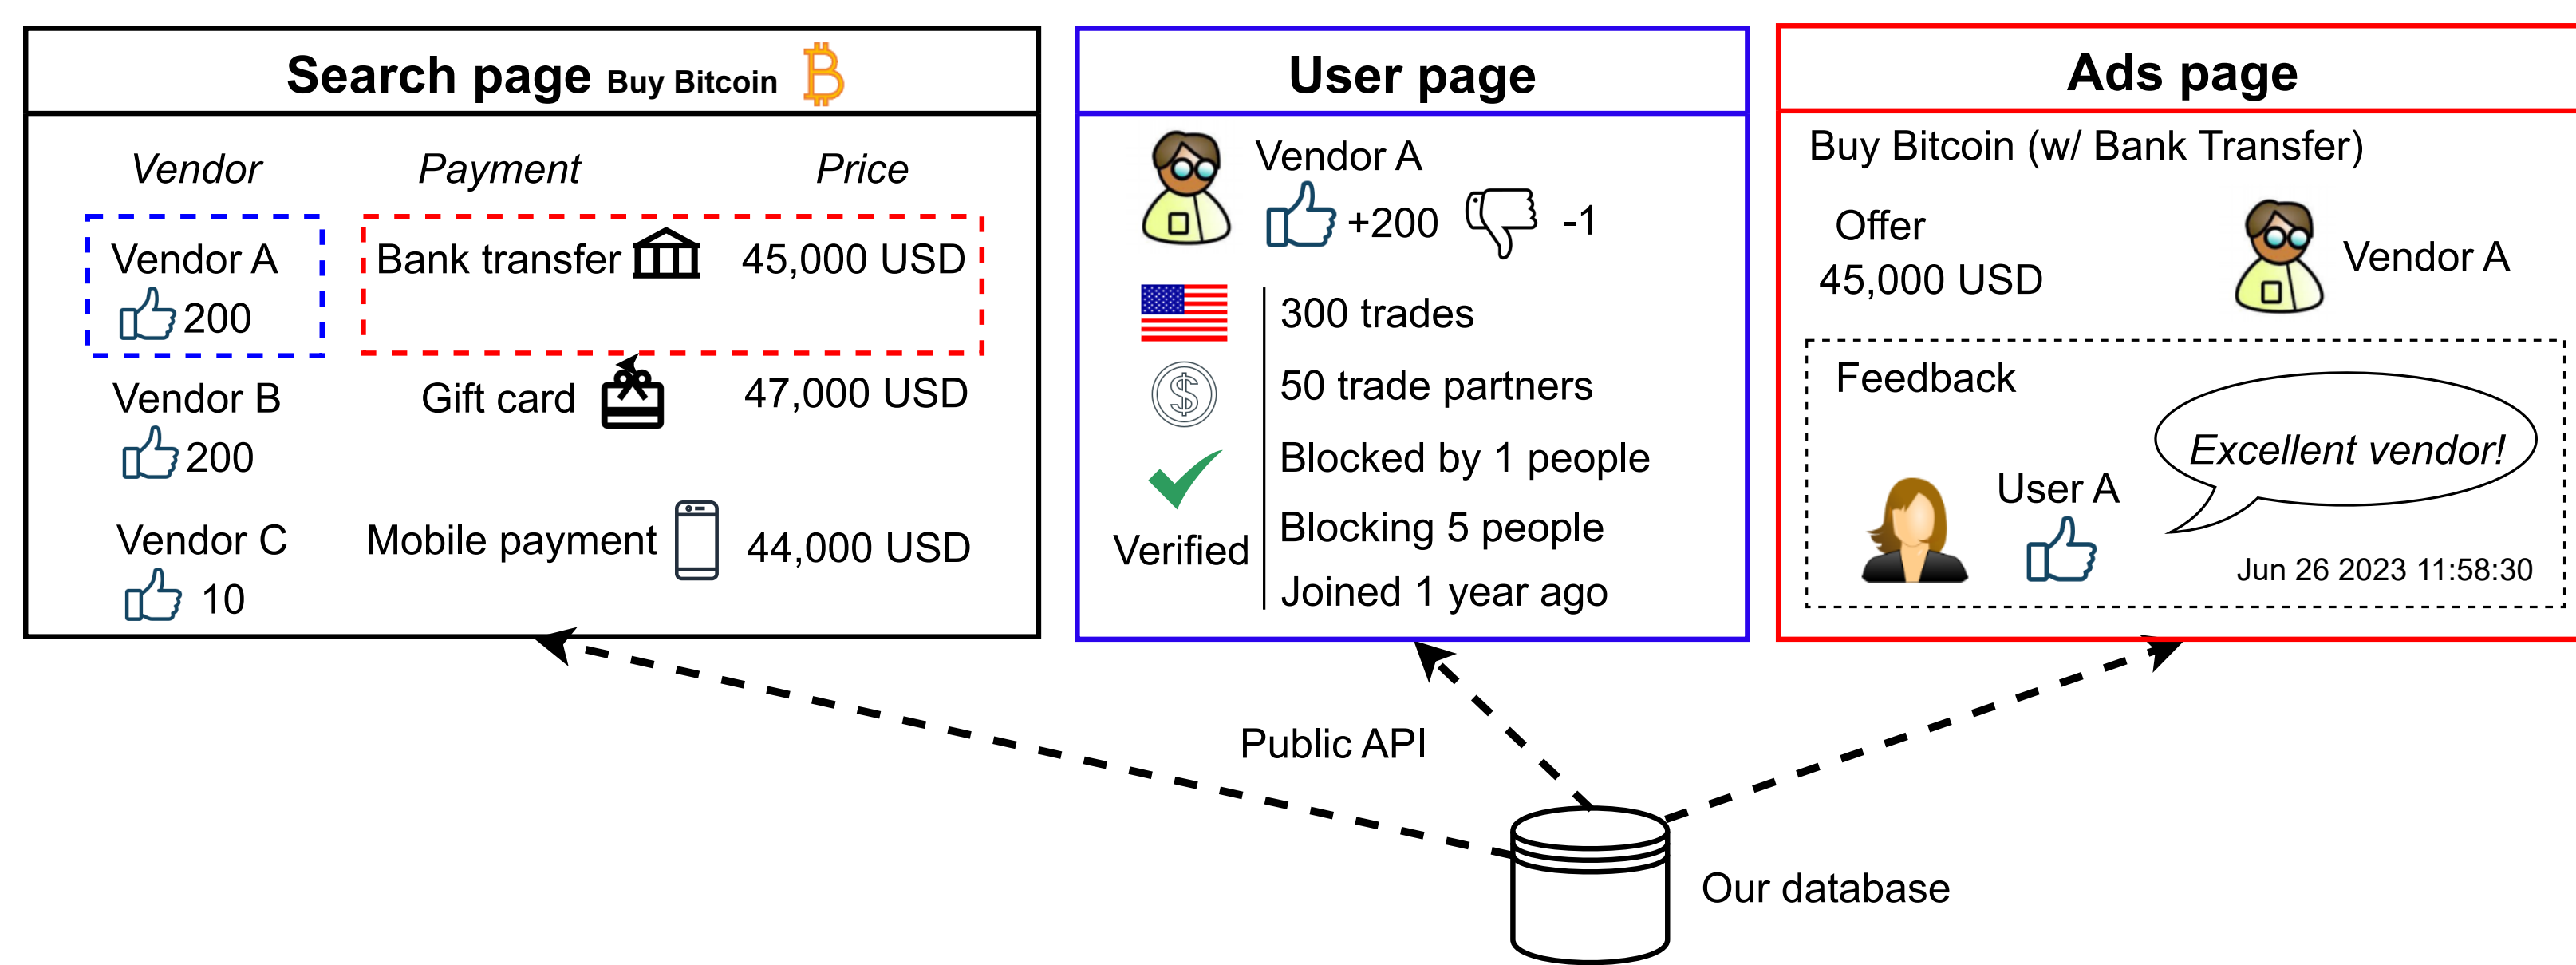 Search page Buy Bitcoin
Vendor Payment Price
Vendor A Bank transfer 45,000 USD
200
Vendor B Gift card 47,000 USD
200
Vendor C Mobile payment 44,000 USD
10
User page
Vendor A
+200 -1
300 trades
50 trade partners
Blocked by 1 people
Blocking 5 people
Verified
Joined 1 year ago
Ads page
Buy Bitcoin (w/ Bank Transfer)
Offer
45,000 USD
Vendor A
Feedback
Excellent vendor!
User A
Jun 26 2023 11:58:30
Public API
Our database